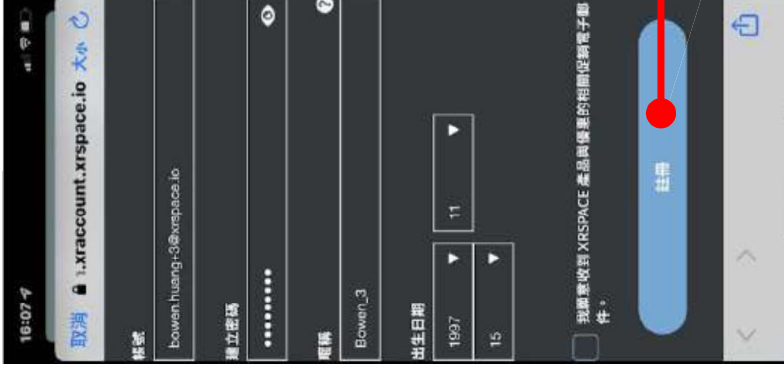 16:07
取消 1.xraccount.xrspace.io 大小
帳號
bowen.huang+3@xrspace.io
建立密碼
•••••••••
暱稱
Bowen_3
出生日期
1997 11
15
我願意收到 XRSPACE 產品與優惠的相關促銷電子郵
件。
註冊